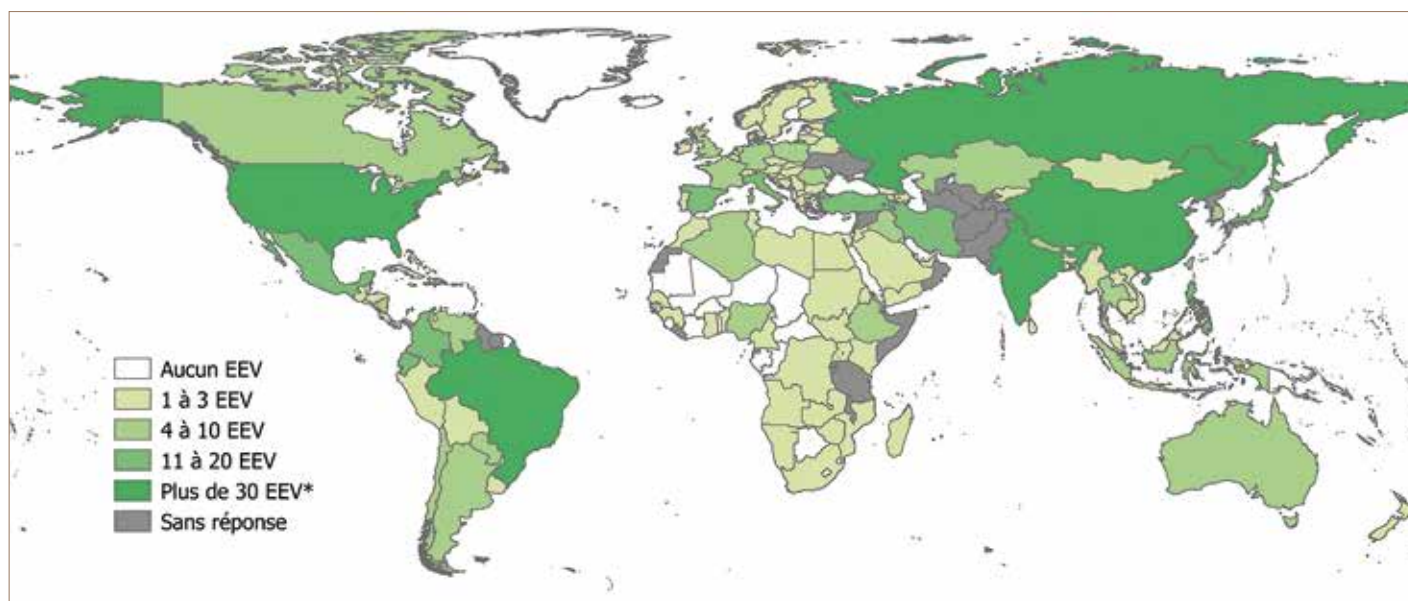 Aucun EEV
1 à 3 EEV
4 à 10 EEV
11 à 20 EEV
Plus de 30 EEV*
Sans réponse